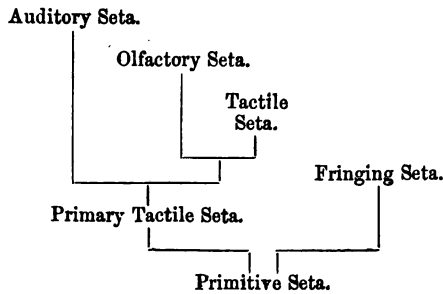 Auditory Seta.
Olfactory Seta.
Tactile
Seta.
Fringing Seta.
Primary Tactile Seta.
Primitive Seta.